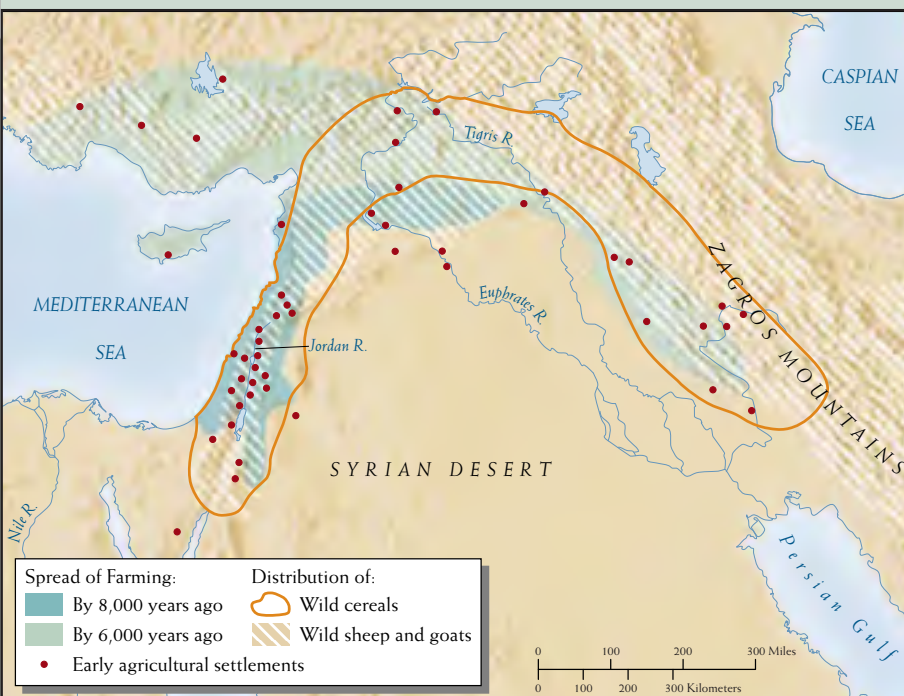 CASPIAN
SEA
Tigris R.
ZAGROS MOUNTAINS
MEDITERRANEAN
SEA
Euphrates R.
Jordan R.
SYRIAN DESERT
Nile R.
Persian Gulf
Spread of Farming:
By 8,000 years ago
By 6,000 years ago
Early agricultural settlements
Distribution of:
Wild cereals
Wild sheep and goats
0 100 200 300 Miles
0 100 200 300 Kilometers